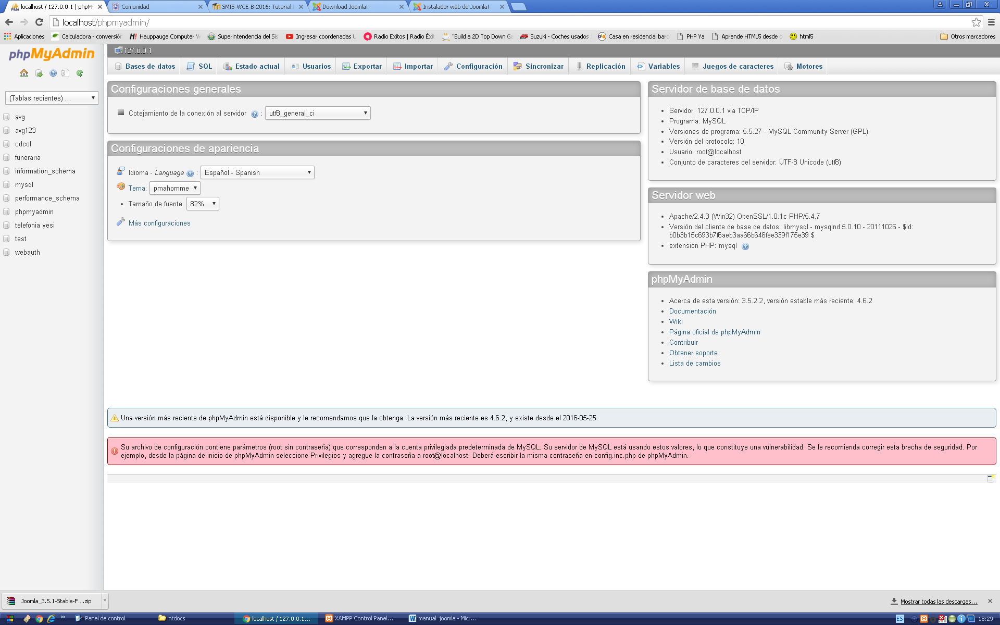 localhost / 127.0.0.1 | phpM
Comunidad
SMIS-WCE-B-2016: Tutorial
Download Joomla!
Instalador web de Joomla!
localhost/phpmyadmin/
Aplicaciones
Calculadora - conversión
Hauppauge Computer W
Superintendencia del Sis
Ingresar coordenadas U
Radio Exitos | Radio Éxit
"Build a 2D Top Down Ga
Suzuki - Coches usados
Casa en residencial barc
PHP Ya
Aprende HTML5 desde c
html5
Otros marcadores
phpMyAdmin
127.0.0.1
Bases de datos
SQL
Estado actual
Usuarios
Exportar
Importar
Configuración
Sincronizar
Replicación
Variables
Juegos de caracteres
Motores
(Tablas recientes) ...
avg
avg123
cdcol
funeraria
information_schema
mysql
performance_schema
phpmyadmin
telefonia yesi
test
webauth
Configuraciones generales
Cotejamiento de la conexión al servidor : utf8_general_ci
Configuraciones de apariencia
Idioma - Language : Español - Spanish
Tema: pmahomme
Tamaño de fuente: 82%
Más configuraciones
Servidor de base de datos
Servidor: 127.0.0.1 via TCP/IP
Programa: MySQL
Versiones de programa: 5.5.27 - MySQL Community Server (GPL)
Versión del protocolo: 10
Usuario: root@localhost
Conjunto de caracteres del servidor: UTF-8 Unicode (utf8)
Servidor web
Apache/2.4.3 (Win32) OpenSSL/1.0.1c PHP/5.4.7
Versión del cliente de base de datos: libmysql - mysqlnd 5.0.10 - 20111026 - $Id:
b0b3b15c693b7f6aeb3aa66b646fee339f175e39 $
extensión PHP: mysql
phpMyAdmin
Acerca de esta versión: 3.5.2.2, versión estable más reciente: 4.6.2
Documentación
Wiki
Página oficial de phpMyAdmin
Contribuir
Obtener soporte
Lista de cambios
Una versión más reciente de phpMyAdmin está disponible y le recomendamos que la obtenga. La versión más reciente es 4.6.2, y existe desde el 2016-05-25.
Su archivo de configuración contiene parámetros (root sin contraseña) que corresponden a la cuenta privilegiada predeterminada de MySQL. Su servidor de MySQL está usando estos valores, lo que constituye una vulnerabilidad. Se le recomienda corregir esta brecha de seguridad. Por
ejemplo, desde la página de inicio de phpMyAdmin seleccione Privilegios y agregue la contraseña a root@localhost. Deberá escribir la misma contraseña en config.inc.php de phpMyAdmin.
Joomla_3.5.1-Stable-F....zip
Mostrar todas las descargas...
Panel de control
htdocs
localhost / 127.0.0.1...
XAMPP Control Panel...
manual joomla - Micr...
ES
18:29